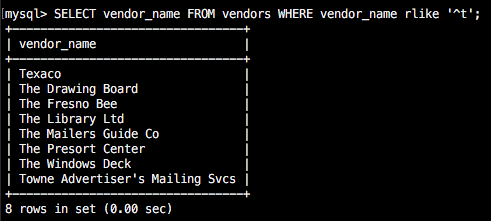 mysql> SELECT vendor_name FROM vendors WHERE vendor_name rlike '^t';
+-----------------------------+
| vendor_name                 |
+-----------------------------+
| Texaco                      |
| The Drawing Board           |
| The Fresno Bee              |
| The Library Ltd             |
| The Mailers Guide Co        |
| The Presort Center          |
| The Windows Deck            |
| Towne Advertiser's Mailing Svcs |
+-----------------------------+
8 rows in set (0.00 sec)